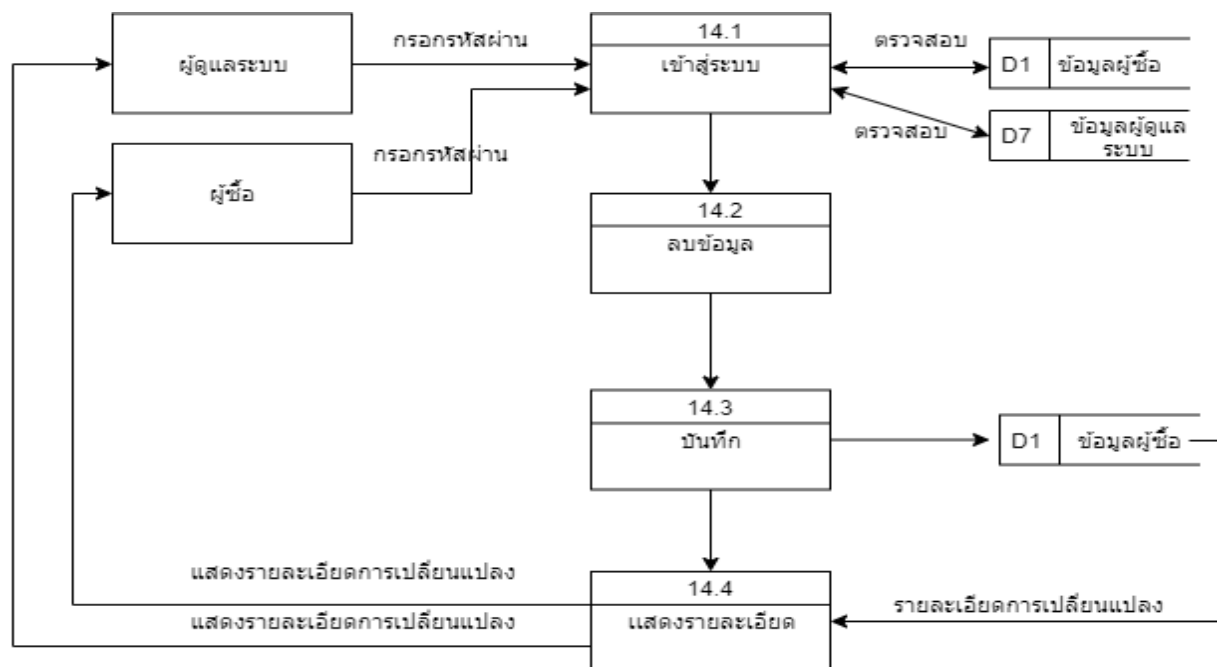 14.1
กรอกรหัสผ่าน
ตรวจสอบ
ผู้ดูแลระบบ
เข้าสู่ระบบ
D1 ข้อมูลผู้ซื้อ
ตรวจสอบ
D7 ข้อมูลผู้ดูแล
ระบบ
กรอกรหัสผ่าน
ผู้ซื้อ
14.2
ลบข้อมูล
14.3
บันทึก
D1 ข้อมูลผู้ซื้อ
แสดงรายละเอียดการเปลี่ยนแปลง
14.4
แสดงรายละเอียดการเปลี่ยนแปลง
แสดงรายละเอียด
รายละเอียดการเปลี่ยนแปลง